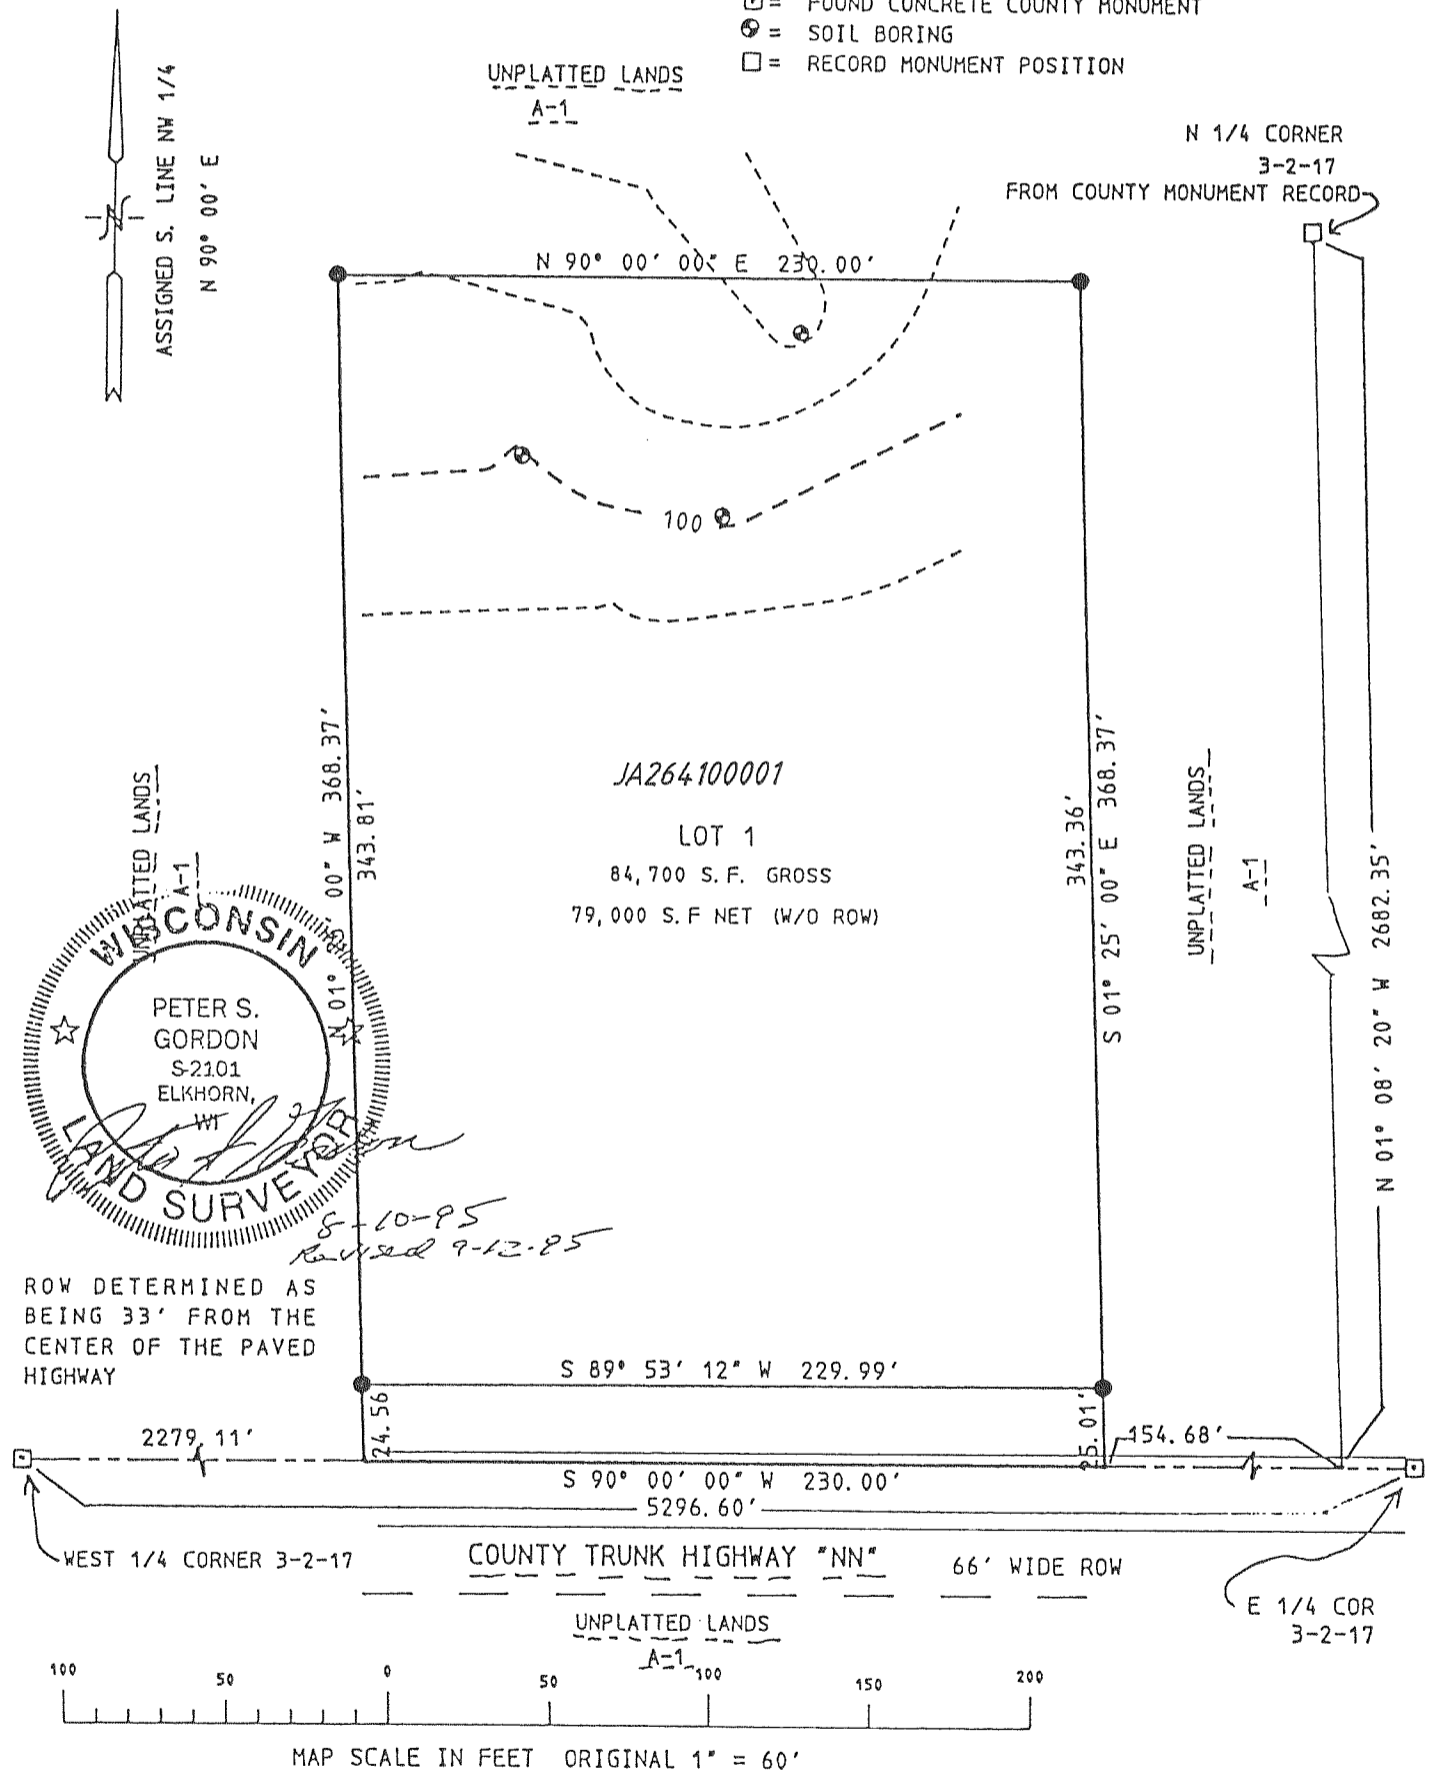 = FOUND CONCRETE COUNTY MONUMENT
= SOIL BORING
= RECORD MONUMENT POSITION
UNPLATTED LANDS
A-1
N 1/4 CORNER
3-2-17
FROM COUNTY MONUMENT RECORD
ASSIGNED S. LINE NW 1/4
N 90° 00' E
N
N 90° 00' 00" E 230.00'
100
N 01° 00" W 368.37'
343.81'
JA264100001
LOT 1
84,700 S.F. GROSS
79,000 S.F NET (W/O ROW)
343.36'
S 01° 25' 00" E 368.37'
UNPLATTED LANDS
A-1
N 01° 08' 20" W 2682.35'
UNPLATTED LANDS
A-1
WISCONSIN
PETER S.
GORDON
S-2101
ELKHORN,
WI
LAND SURVEYOR
8-10-95
Revised 9-12-95
ROW DETERMINED AS
BEING 33' FROM THE
CENTER OF THE PAVED
HIGHWAY
S 89° 53' 12" W 229.99'
24.56
25.01'
2279.11'
154.68'
S 90° 00' 00" W 230.00'
5296.60'
WEST 1/4 CORNER 3-2-17
COUNTY TRUNK HIGHWAY "NN"
66' WIDE ROW
E 1/4 COR
3-2-17
UNPLATTED LANDS
A-1
100 50 0 50 100 150 200
MAP SCALE IN FEET ORIGINAL 1" = 60'